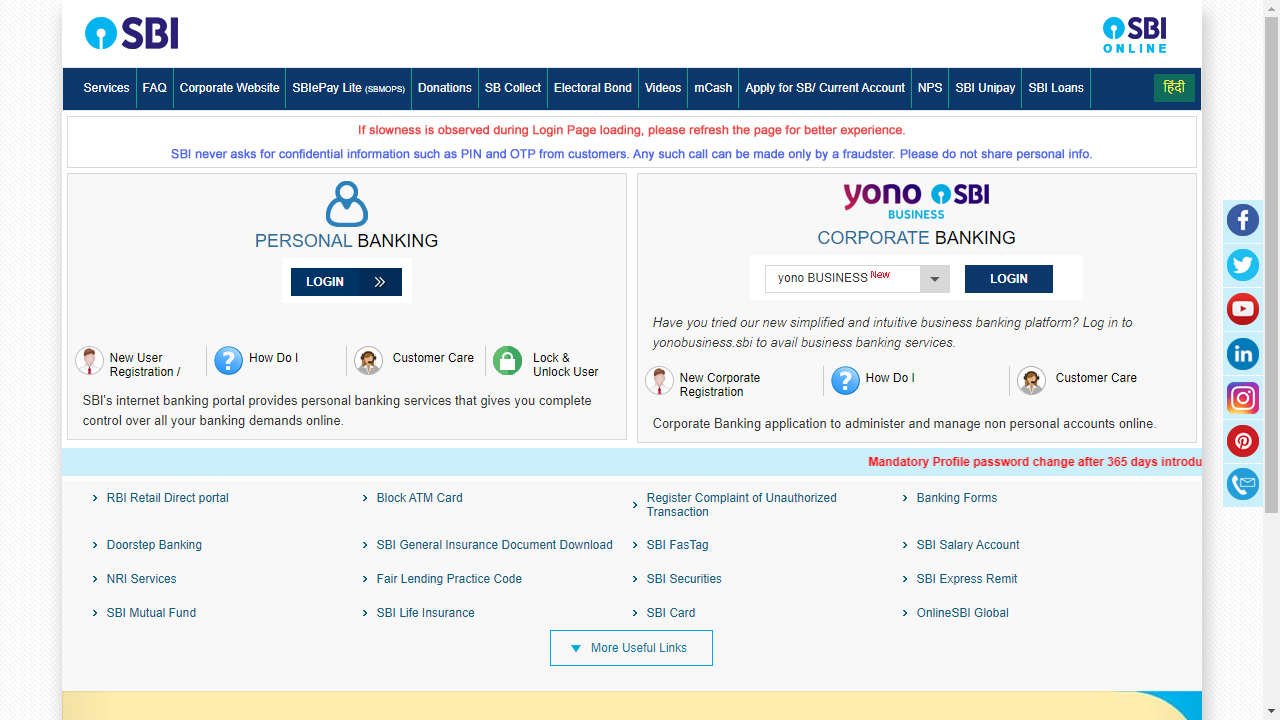 SBI
SBI
ONLINE
Services FAQ Corporate Website SBIePay Lite (SBMOPS) Donations SB Collect Electoral Bond Videos mCash Apply for SB/ Current Account NPS SBI Unipay SBI Loans हिंदी
If slowness is observed during Login Page loading, please refresh the page for better experience.
SBI never asks for confidential information such as PIN and OTP from customers. Any such call can be made only by a fraudster. Please do not share personal info.
PERSONAL BANKING
LOGIN
New User
Registration /
How Do I
Customer Care
Lock &
Unlock User
SBI's internet banking portal provides personal banking services that gives you complete
control over all your banking demands online.
yono SBI
BUSINESS
CORPORATE BANKING
yono BUSINESS New
LOGIN
Have you tried our new simplified and intuitive business banking platform? Log in to
yonobusiness.sbi to avail business banking services.
New Corporate
Registration
How Do I
Customer Care
Corporate Banking application to administer and manage non personal accounts online.
Mandatory Profile password change after 365 days introdu
RBI Retail Direct portal
Block ATM Card
Register Complaint of Unauthorized
Transaction
Banking Forms
Doorstep Banking
SBI General Insurance Document Download
SBI FasTag
SBI Salary Account
NRI Services
Fair Lending Practice Code
SBI Securities
SBI Express Remit
SBI Mutual Fund
SBI Life Insurance
SBI Card
OnlineSBI Global
More Useful Links